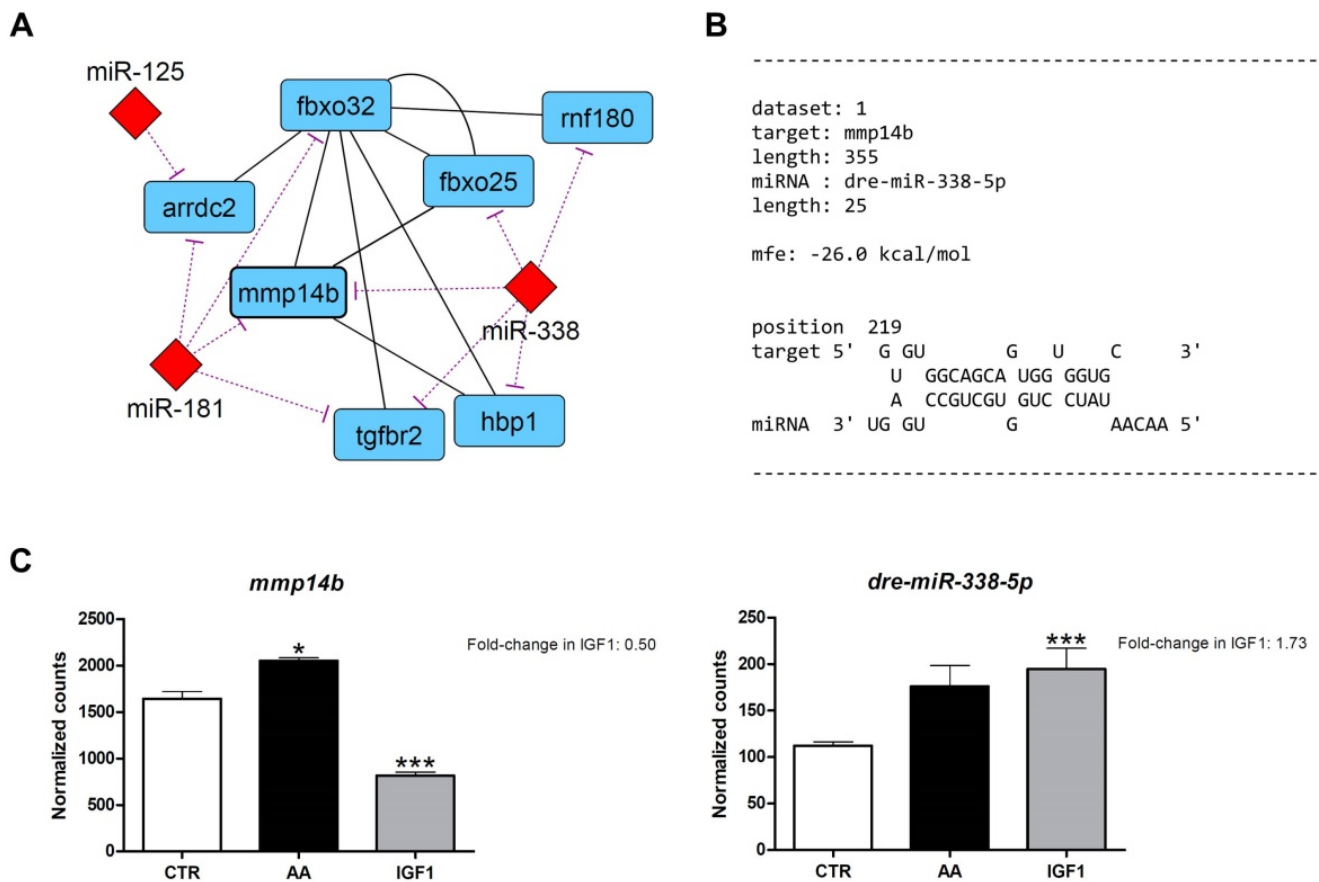 A
miR-125
fbxo32
rnf180
fbxo25
arrdc2
mmp14b
miR-338
miR-181
tgfbr2
hbp1
B
------------------------------------------------
dataset: 1
target: mmp14b
length: 355
miRNA : dre-miR-338-5p
length: 25
mfe: -26.0 kcal/mol
position  219
target 5'  G GU       G   U    C     3'
            U  GGCAGCA UGG GGUG
            A  CCGUCGU GUC CUAU
miRNA  3' UG GU       G        AACAA 5'
------------------------------------------------
C
mmp14b
Normalized counts
2500
2000
1500
1000
500
0
*
***
Fold-change in IGF1: 0.50
CTR AA IGF1
dre-miR-338-5p
Normalized counts
250
200
150
100
50
0
***
Fold-change in IGF1: 1.73
CTR AA IGF1